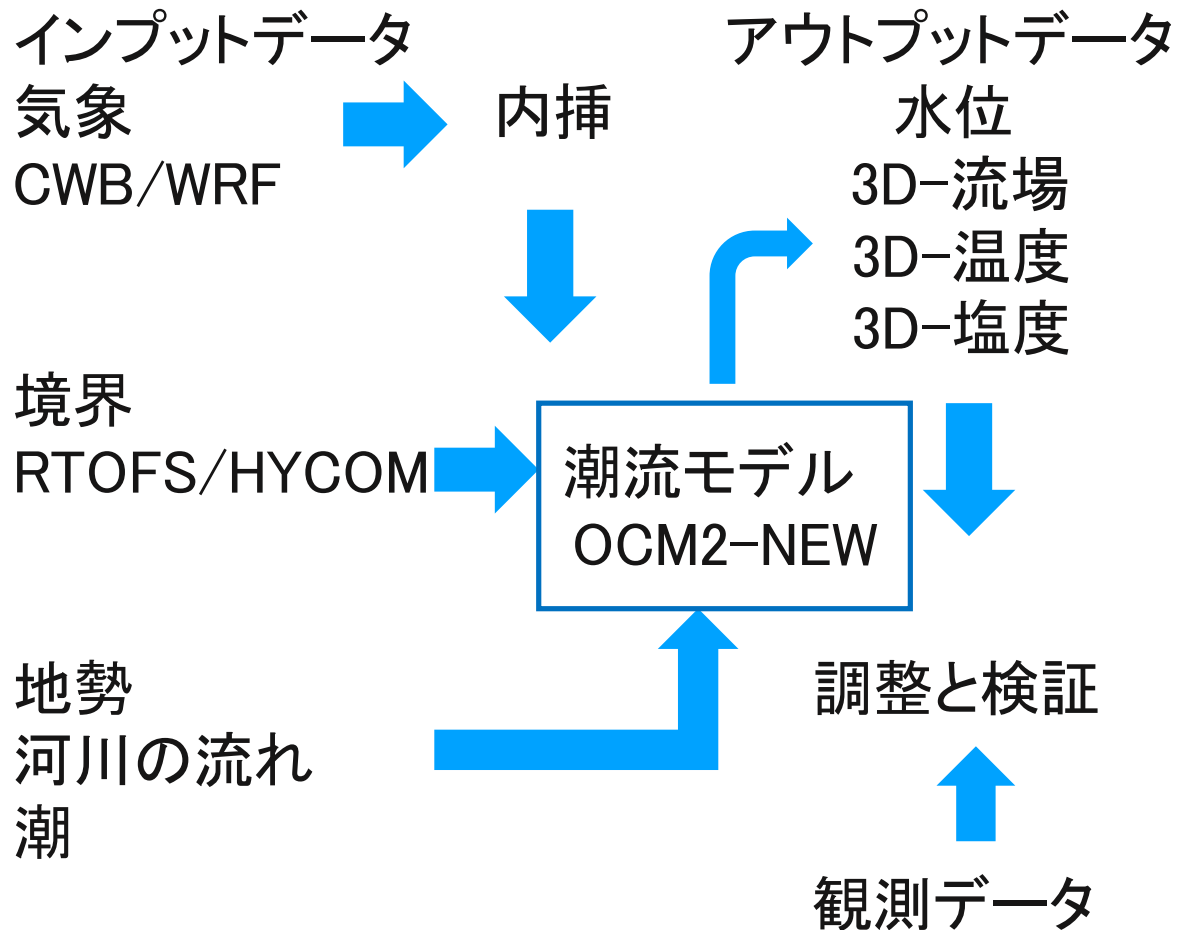 インプットデータ
気象
CWB/WRF
内挿
境界
RTOFS/HYCOM
地勢
河川の流れ
潮
潮流モデル
OCM2-NEW
アウトプットデータ
水位
3D-流場
3D-温度
3D-塩度
調整と検証
観測データ